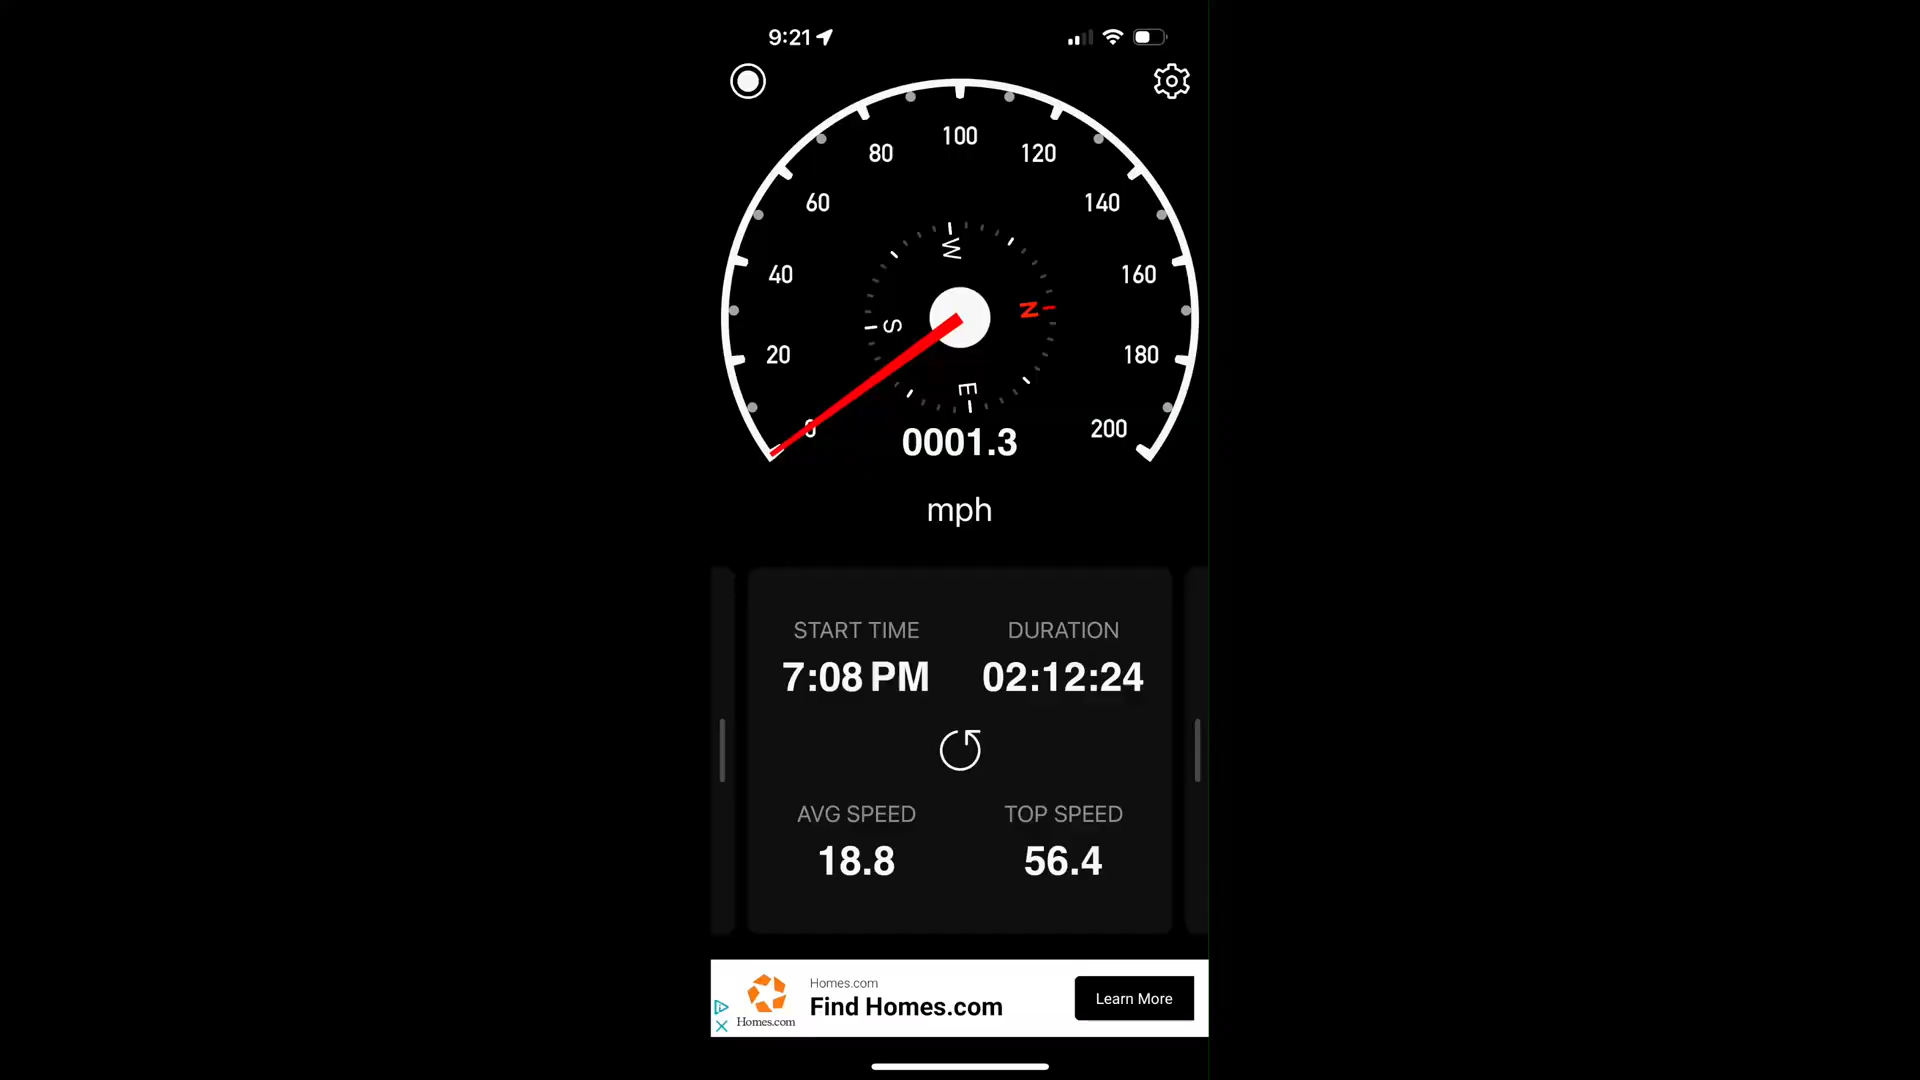 9:21
100
80
120
60
140
W
40
160
N
S
20
180
E
0
200
0001.3
mph
START TIME
DURATION
7:08 PM
02:12:24
AVG SPEED
TOP SPEED
18.8
56.4
Homes.com
Find Homes.com
Homes.com
Learn More